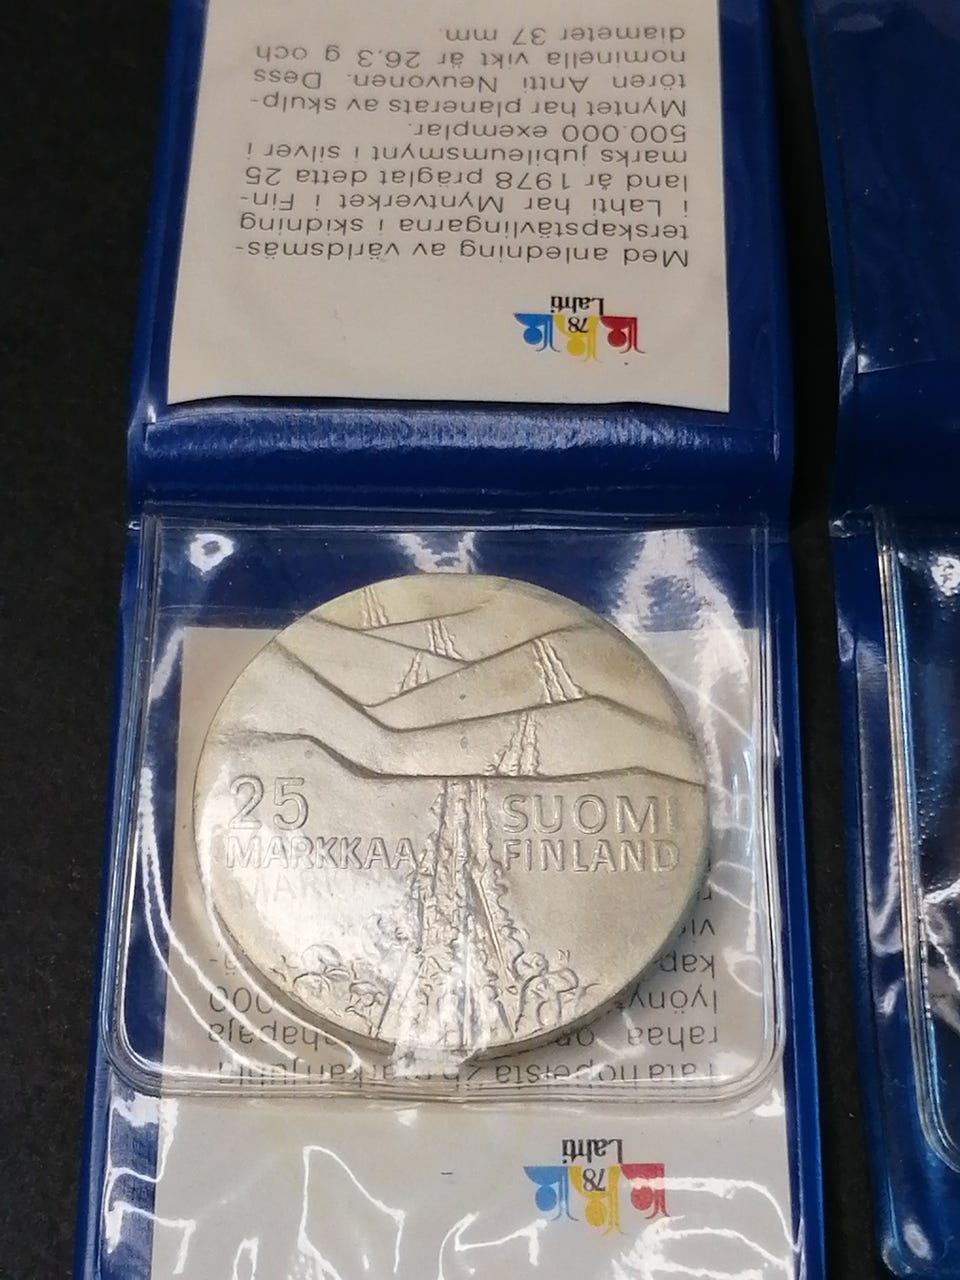 78
Lahti
Med anledning av världsmäs-
terskapstävlingarna i skidning
i Lahti har Myntverket i Fin-
land år 1978 präglat detta 25
marks jubileumsmynt i silver i
500.000 exemplar.
Myntet har planerats av skulp-
tören Antti Neuvonen. Dess
nominella vikt är 26.3 g och
diameter 37 mm.
25
MARKKAA
SUOMI
FINLAND
N
78
Lahti
rahaa